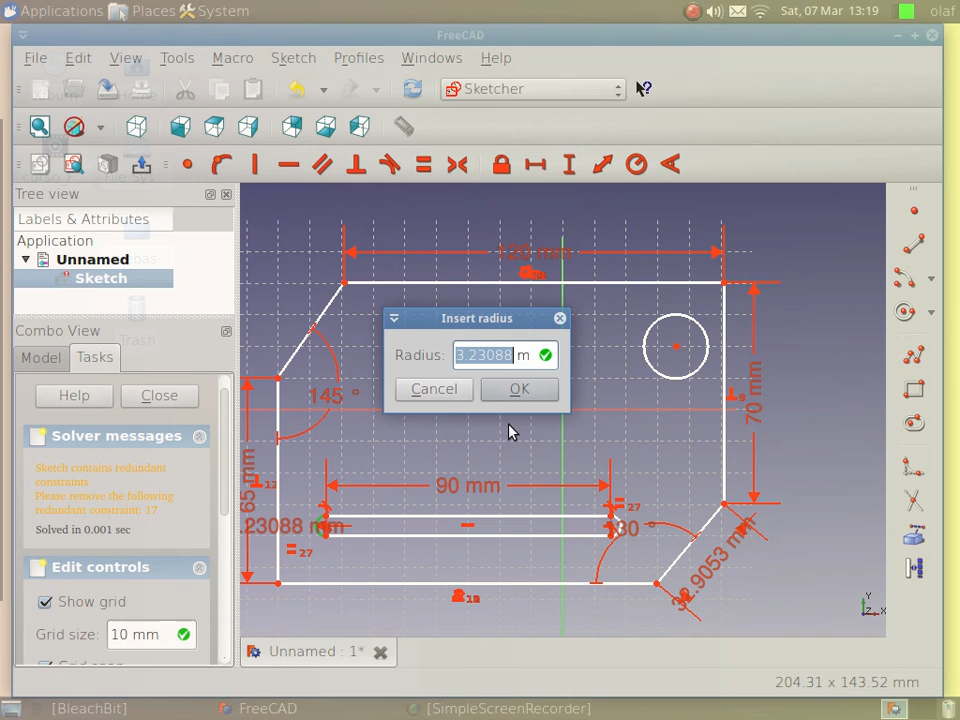 Applications Places System Sat, 07 Mar 13:19 olaf
FreeCAD
File Edit View Tools Macro Sketch Profiles Windows Help
Sketcher
Tree view
Labels & Attributes
Application
Unnamed
Sketch
Combo View
Trash
Model Tasks
Help Close
Solver messages
Sketch contains redundant
constraints
Please remove the following
redundant constraint: 17
Solved in 0.001 sec
Edit controls
Show grid
Grid size: 10 mm
120 mm
Insert radius
Radius: 3.23088 m
Cancel OK
145 °
70 mm
65 mm
90 mm
.23088 mm
= 27
= 27
32.9053 mm
Y
Z X
Unnamed : 1*
204.31 x 143.52 mm
[BleachBit] FreeCAD [SimpleScreenRecorder]